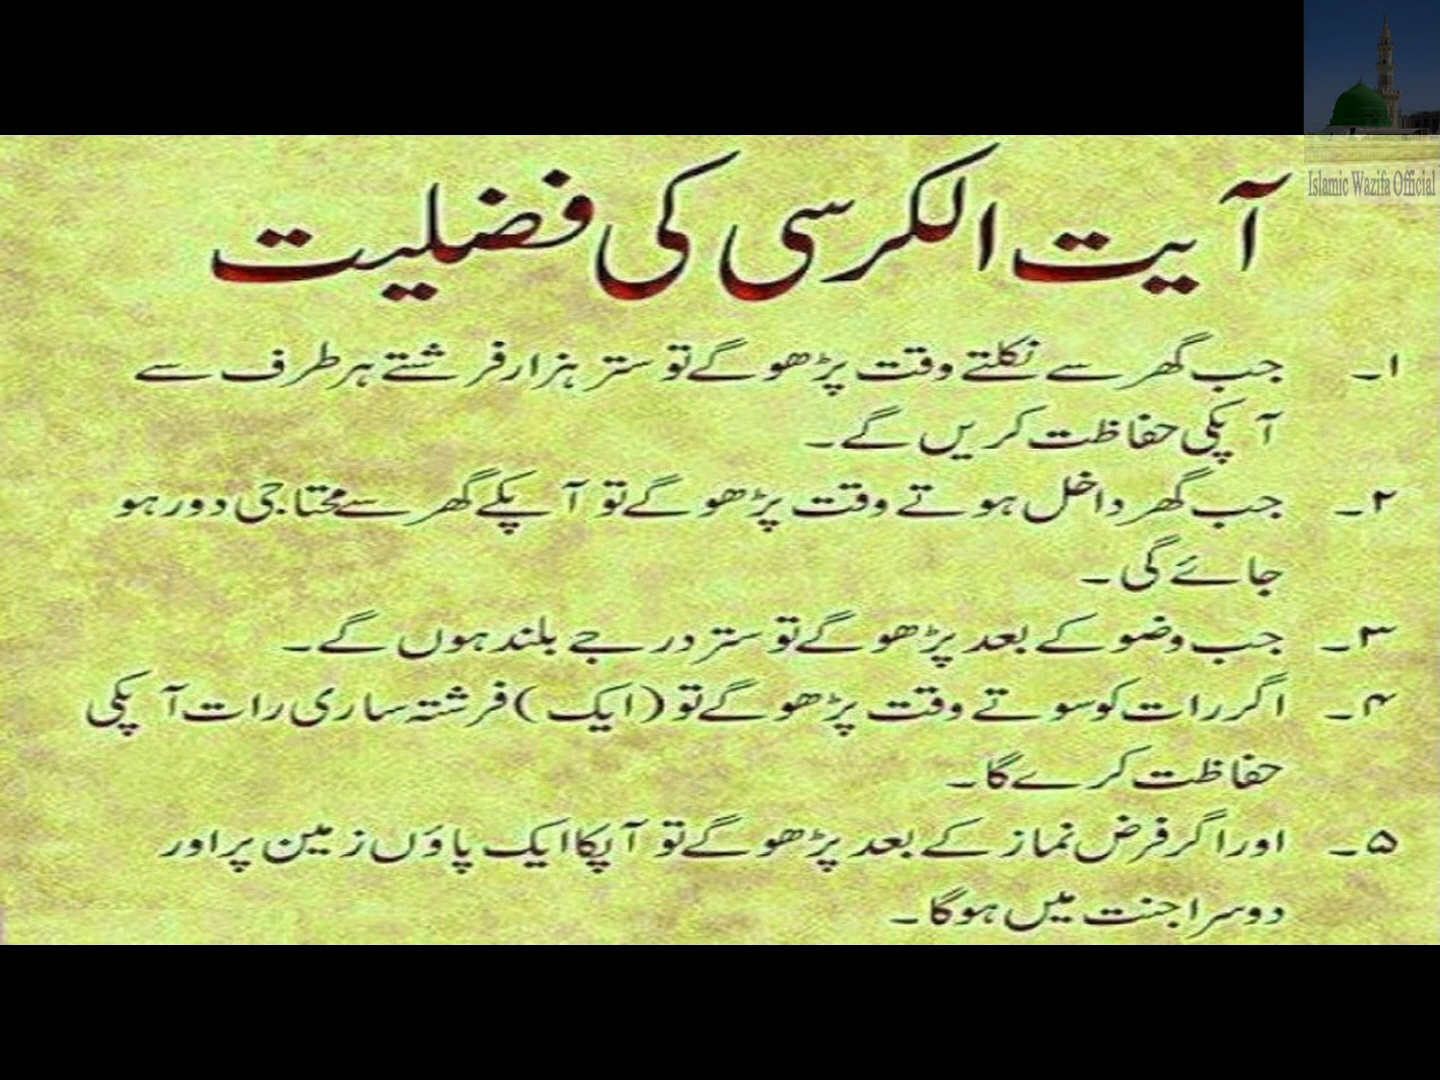 Islamic Wazifa Official
آیت الکرسی کی فضلیت
۱۔ جب گھر سے نکلتے وقت پڑھو گے تو ستر ہزار فرشتے ہر طرف سے
آپکی حفاظت کریں گے۔
۲۔ جب گھر داخل ہوتے وقت پڑھو گے تو آپکے گھر سے محتاجی دور ہو
جائے گی۔
۳۔ جب وضو کے بعد پڑھو گے تو ستر درجے بلند ہوں گے۔
۴۔ اگر رات کو سوتے وقت پڑھو گے تو (ایک) فرشتہ ساری رات آپکی
حفاظت کرے گا۔
۵۔ اور اگر فرض نماز کے بعد پڑھو گے تو آپکا ایک پاؤں زمین پر اور
دوسرا جنت میں ہوگا۔